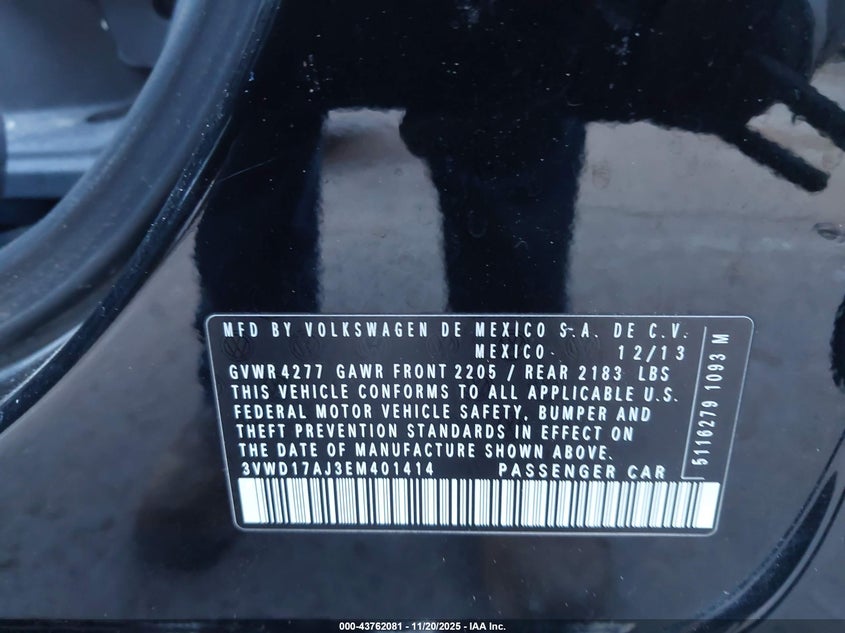 MFD BY VOLKSWAGEN DE MEXICO S.A. DE C.V.
MEXICO 12/13
GVWR 4277 GAWR FRONT 2205 / REAR 2183 LBS
THIS VEHICLE CONFORMS TO ALL APPLICABLE U.S.
FEDERAL MOTOR VEHICLE SAFETY, BUMPER AND
THEFT PREVENTION STANDARDS IN EFFECT ON
THE DATE OF MANUFACTURE SHOWN ABOVE.
3VWD17AJ3EM401414 PASSENGER CAR
5116279 1093 M
000-43762081 - 11/20/2025 - IAA Inc.